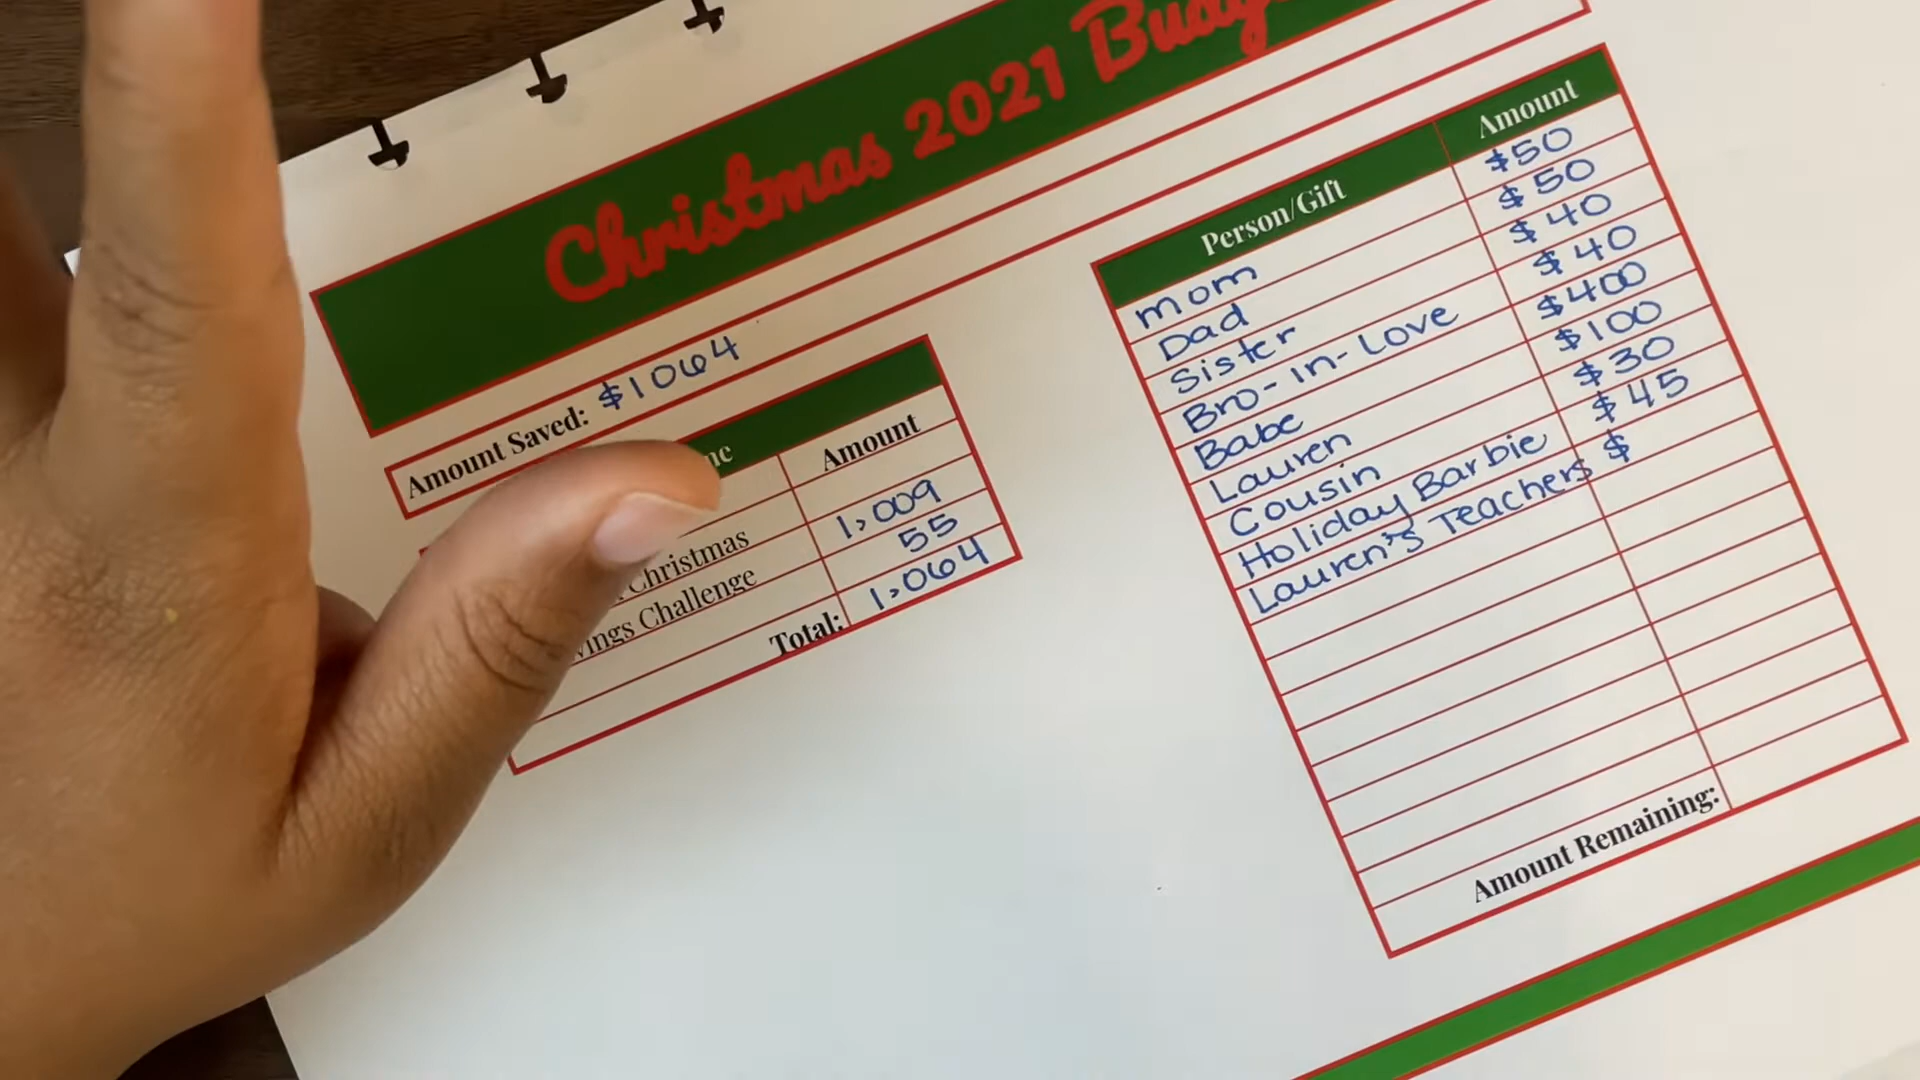 Christmas 2021
Amount Saved: $1064
Amount
Christmas 1,009
Challenge 55
Total: 1,064
Person/Gift Amount
Mom $50
Dad $50
Sister $40
Bro-in-Love $40
Babe $400
Lauren $100
Cousin $30
Holiday Barbie $45
Lauren's Teachers $
Amount Remaining: